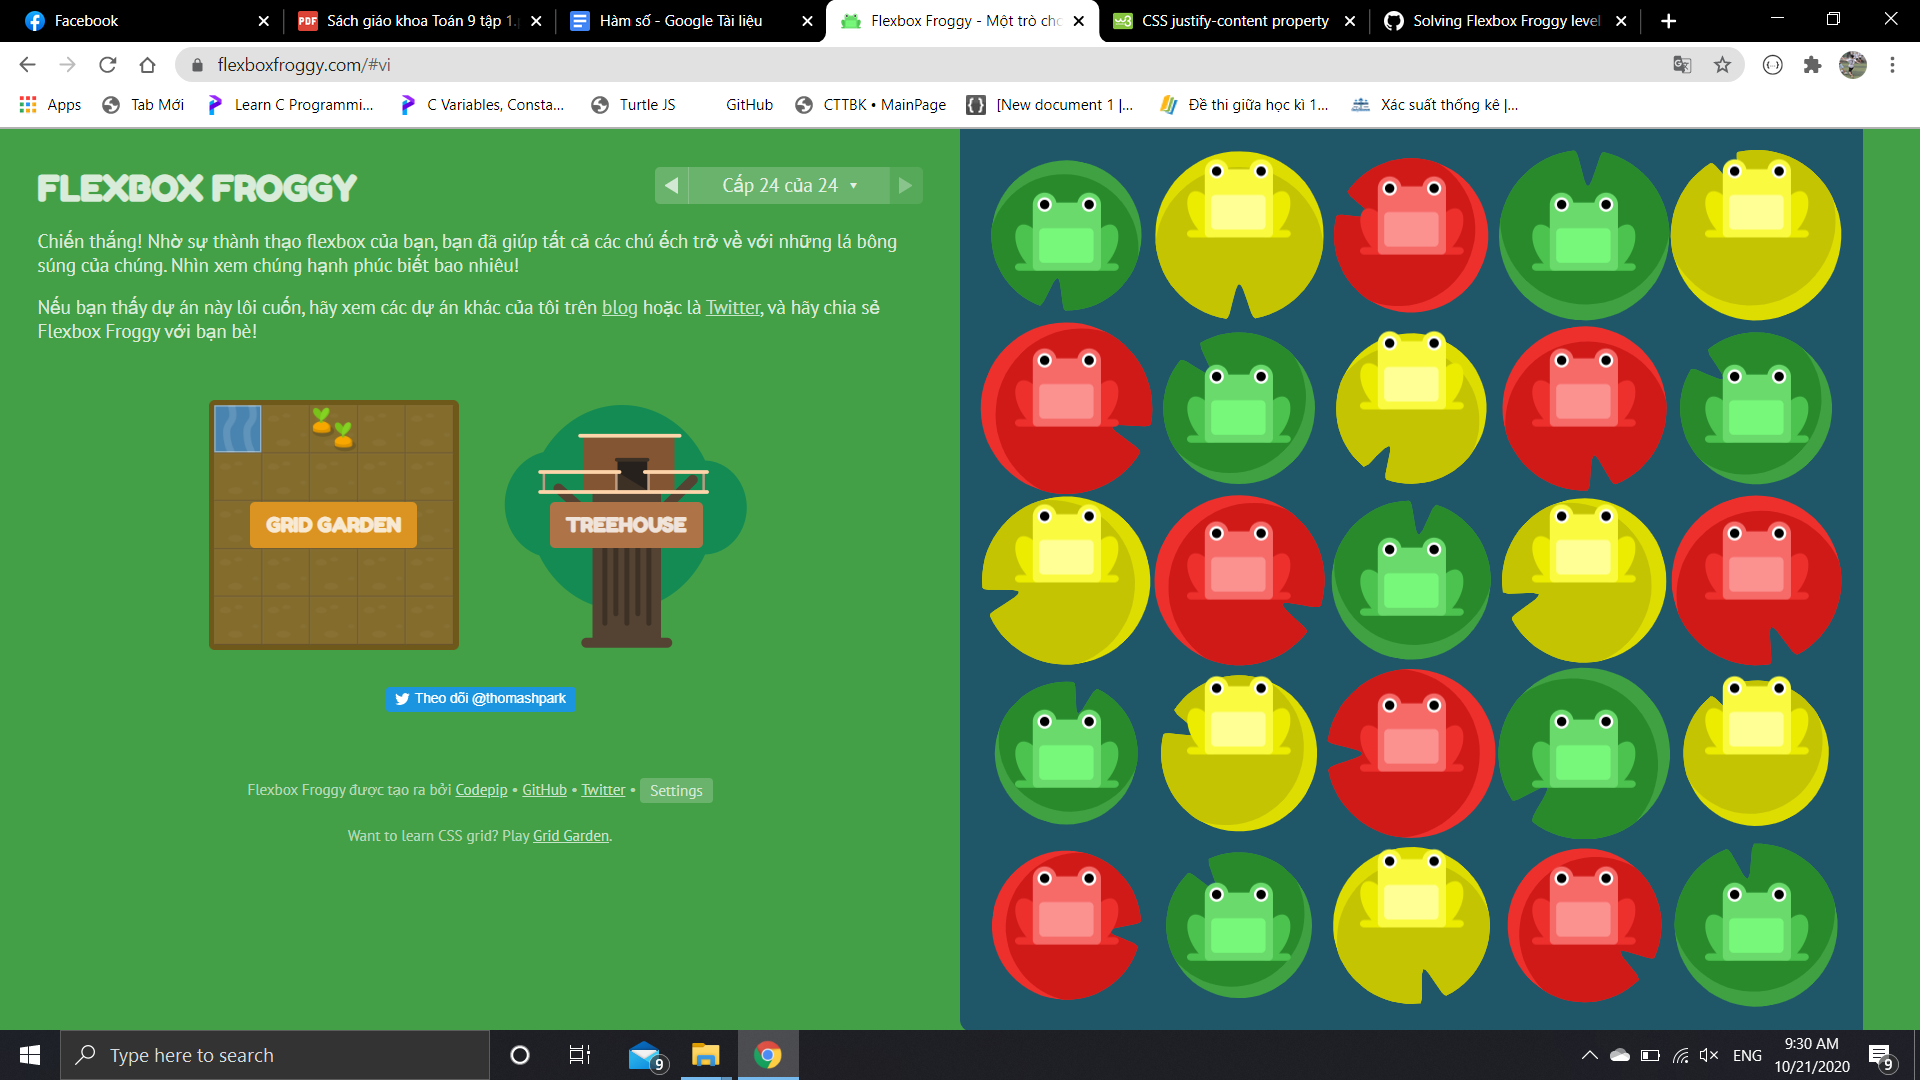 Facebook
Sách giáo khoa Toán 9 tập 1.
Hàm số - Google Tài liệu
Flexbox Froggy - Một trò chơ
CSS justify-content property
Solving Flexbox Froggy level
flexboxfroggy.com/#vi
Apps
Tab Mới
Learn C Programmi...
C Variables, Consta...
Turtle JS
GitHub
CTTBK • MainPage
[New document 1 |...
Đề thi giữa học kì 1...
Xác suất thống kê |...
FLEXBOX FROGGY
Cấp 24 của 24
Chiến thắng! Nhờ sự thành thạo flexbox của bạn, bạn đã giúp tất cả các chú ếch trở về với những lá bông
súng của chúng. Nhìn xem chúng hạnh phúc biết bao nhiêu!
Nếu bạn thấy dự án này lôi cuốn, hãy xem các dự án khác của tôi trên blog hoặc là Twitter, và hãy chia sẻ
Flexbox Froggy với bạn bè!
GRID GARDEN
TREEHOUSE
Theo dõi @thomashpark
Flexbox Froggy được tạo ra bởi Codepip • GitHub • Twitter • Settings
Want to learn CSS grid? Play Grid Garden.
Type here to search
9
ENG
9:30 AM
10/21/2020
9